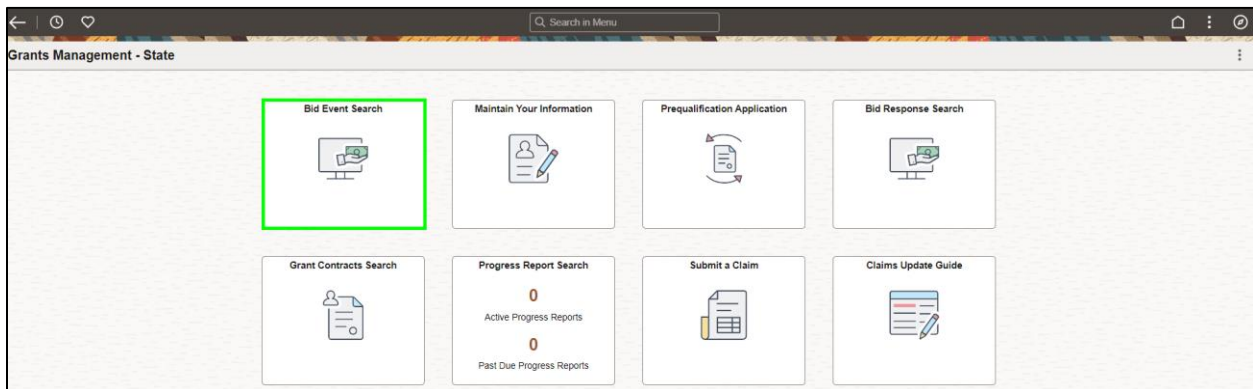 Search in Menu
Grants Management - State
Bid Event Search
Maintain Your Information
Prequalification Application
Bid Response Search
Grant Contracts Search
Progress Report Search
0
Active Progress Reports
0
Past Due Progress Reports
Submit a Claim
Claims Update Guide